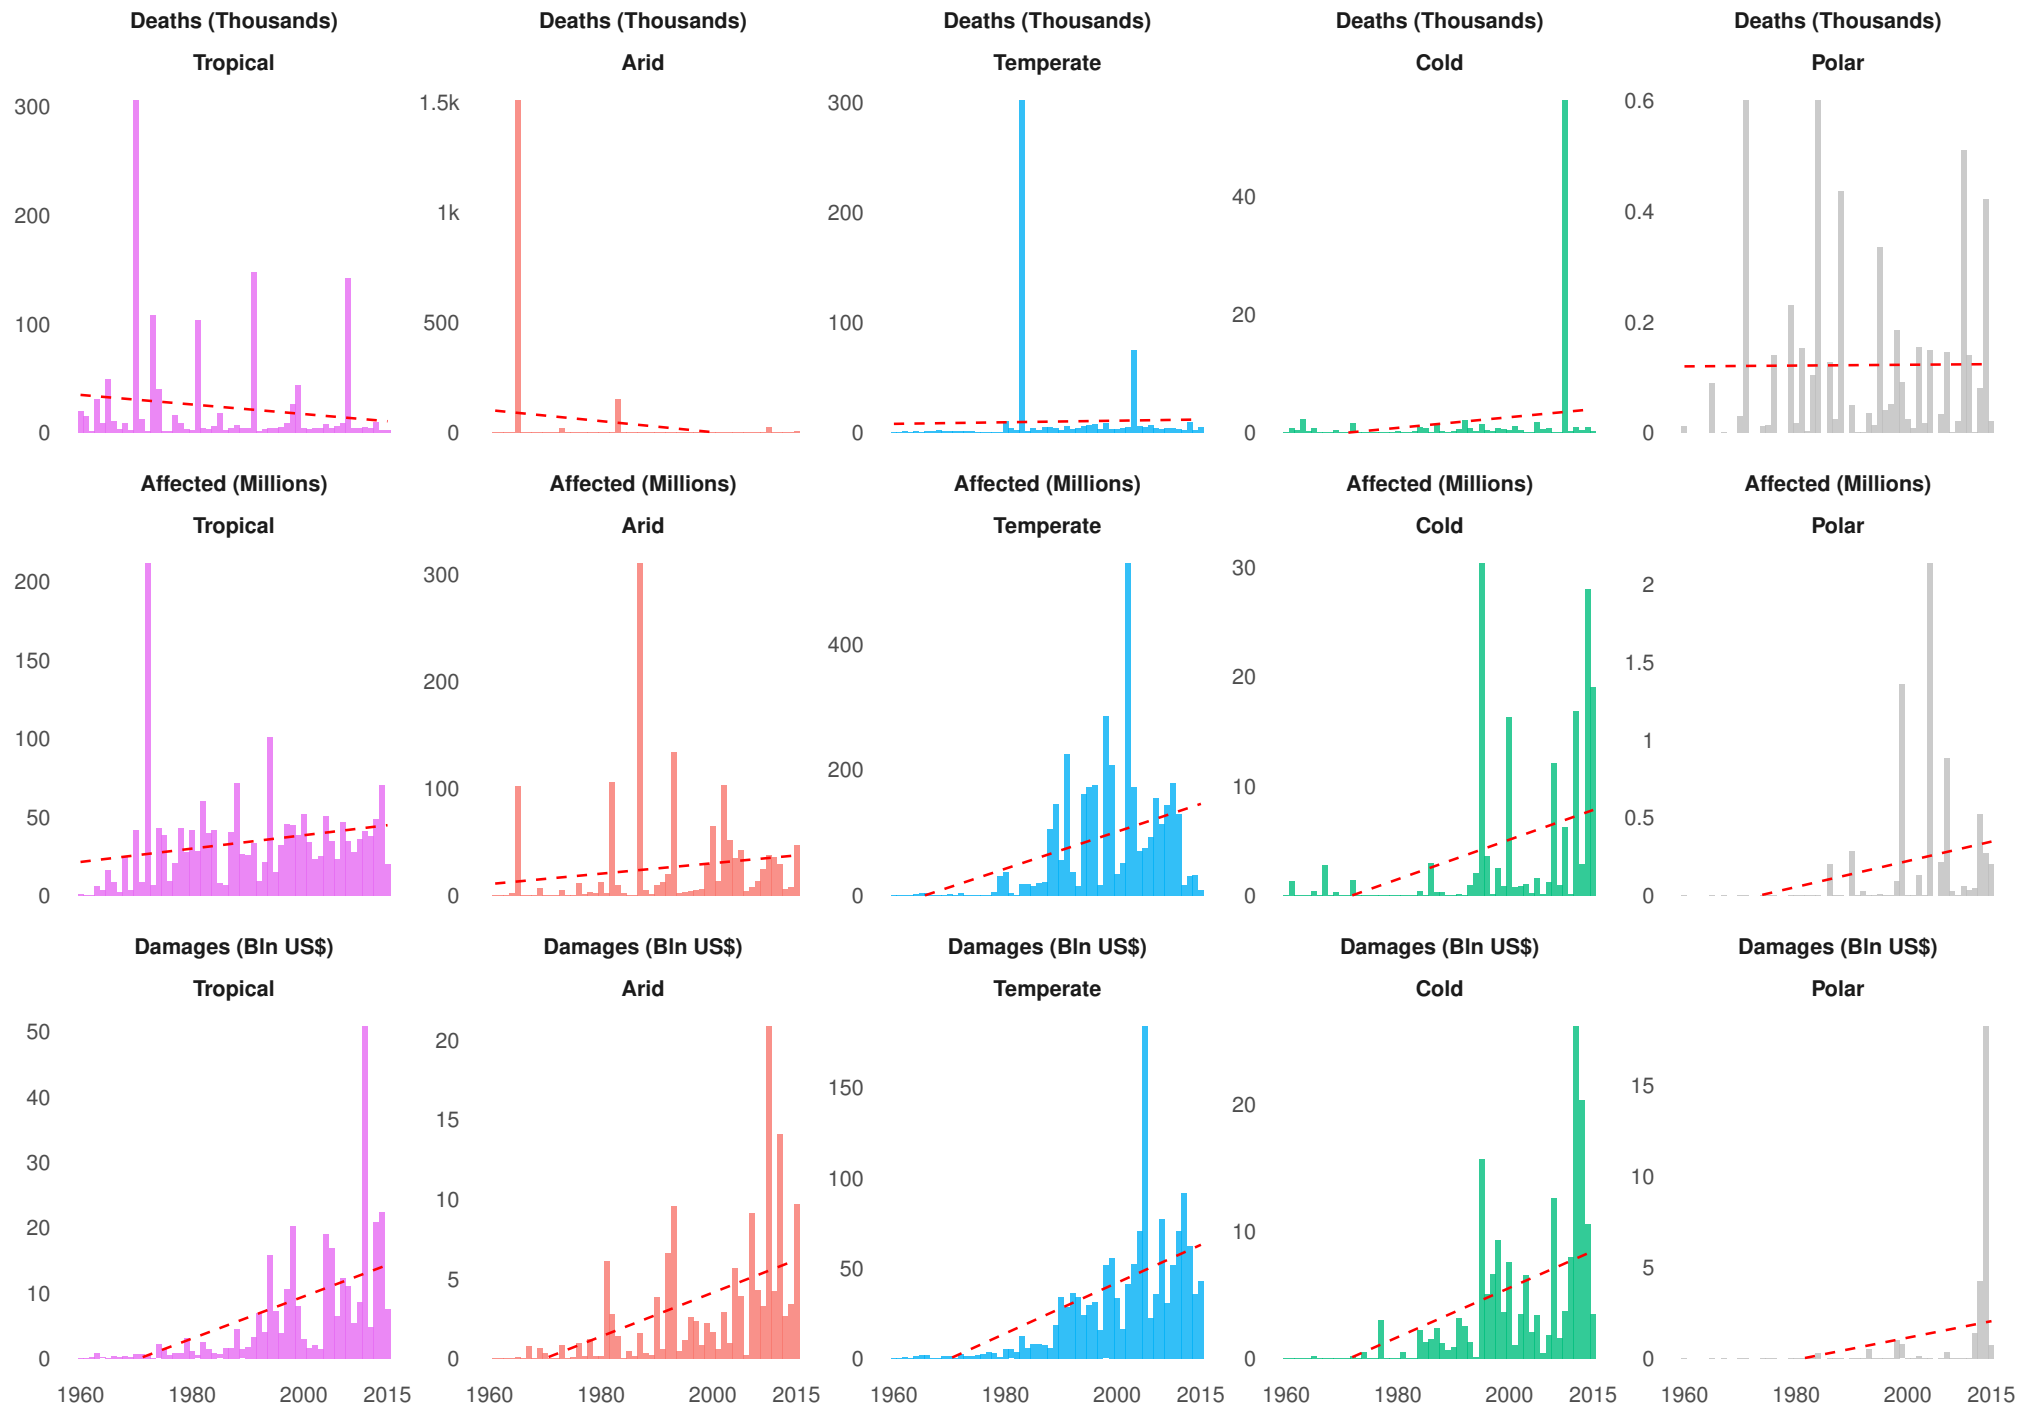 Deaths (Thousands) Deaths (Thousands) Deaths (Thousands) Deaths (Thousands) Deaths (Thousands)
Tropical Arid Temperate Cold Polar
300 1.5k 300 0.6
40 0.4
200 1k 200
100 500 100 20 0.2
0 0 0 0 0
Affected (Millions) Affected (Millions) Affected (Millions) Affected (Millions) Affected (Millions)
Tropical Arid Temperate Cold Polar
200 300 30 2
150 400 20 1.5
200
100 1
100 200 10
50 0.5
0 0 0 0 0
Damages (Bln US$) Damages (Bln US$) Damages (Bln US$) Damages (Bln US$) Damages (Bln US$)
Tropical Arid Temperate Cold Polar
50 20 150 20 15
40 15
30 10 100 10 10
20
5 50 5
10
0 0 0 0 0
1960 1980 2000 2015 1960 1980 2000 2015 1960 1980 2000 2015 1960 1980 2000 2015 1960 1980 2000 2015